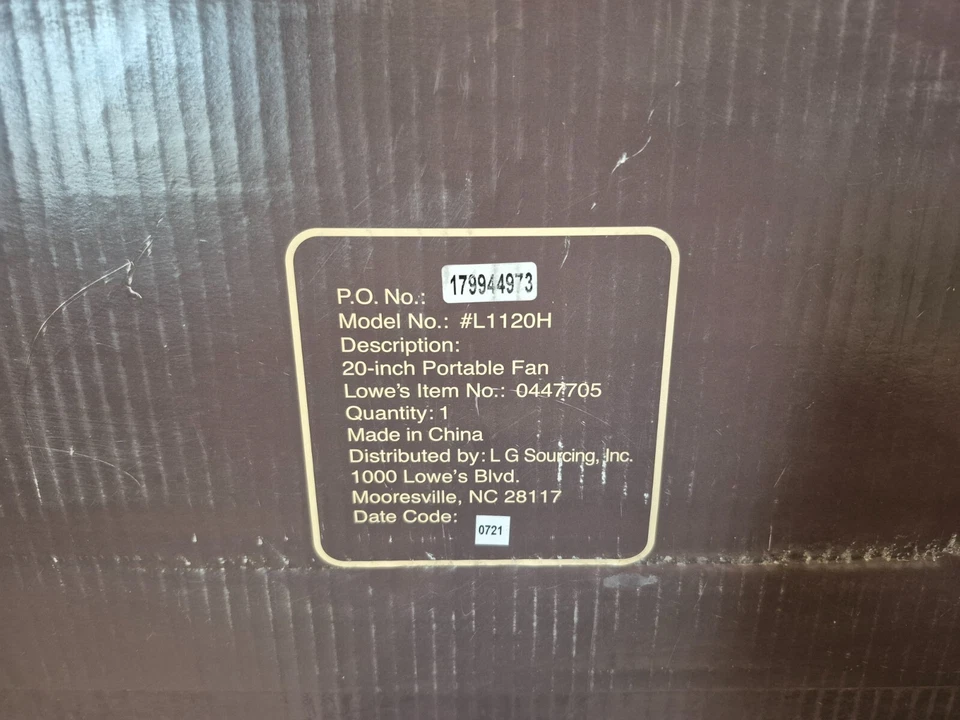 P.O. No.: 179944973
Model No.: #L1120H
Description:
20-inch Portable Fan
Lowe's Item No.: 0447705
Quantity: 1
Made in China
Distributed by: L G Sourcing, Inc.
1000 Lowe's Blvd.
Mooresville, NC 28117
Date Code: 0721